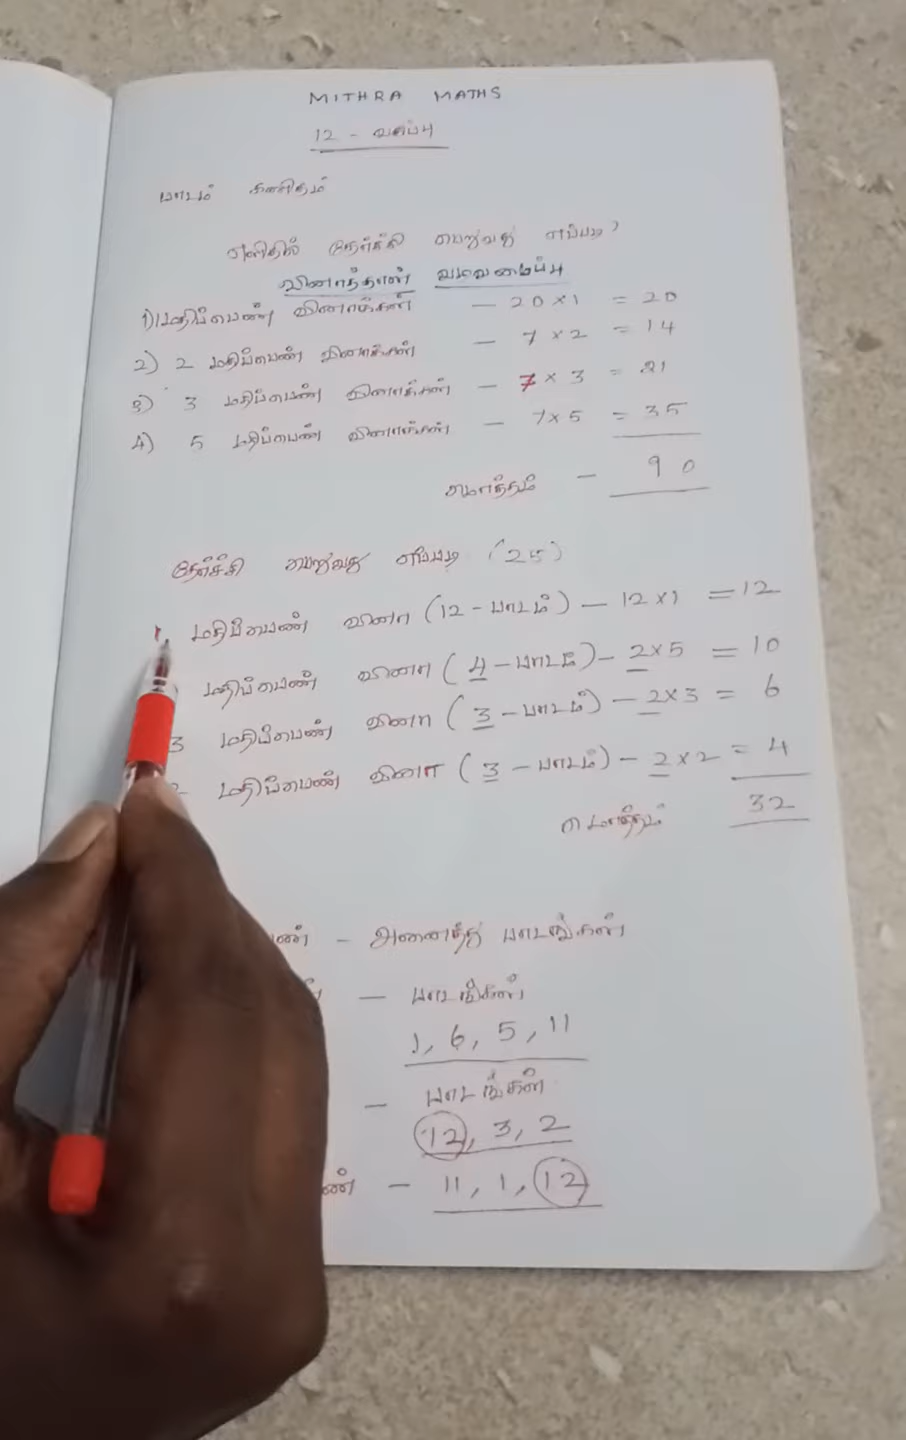 MITHRA MATHS
12 - வகுப்பு
பாடம் கணிதம்
எளிதில் தேர்ச்சி பெறுவது எப்படி?
வினாத்தாள் வடிவமைப்பு
1) 1 மதிப்பெண் வினாக்கள் - 20 × 1 = 20
2) 2 மதிப்பெண் வினாக்கள் - 7 × 2 = 14
3) 3 மதிப்பெண் வினாக்கள் - 7 × 3 = 21
4) 5 மதிப்பெண் வினாக்கள் - 7 × 5 = 35
மொத்தம் - 90
தேர்ச்சி பெறுவது எப்படி (25)
1 மதிப்பெண் வினா (12 - பாடம்) - 12 × 1 = 12
மதிப்பெண் வினா (4 - பாடம்) - 2 × 5 = 10
3 மதிப்பெண் வினா (3 - பாடம்) - 2 × 3 = 6
2 மதிப்பெண் வினா (3 - பாடம்) - 2 × 2 = 4
மொத்தம் 32
ண் - அனைத்து பாடங்கள்
- பாடங்கள்
1, 6, 5, 11
- பாடங்கள்
12, 3, 2
ண் - 11, 1, 12